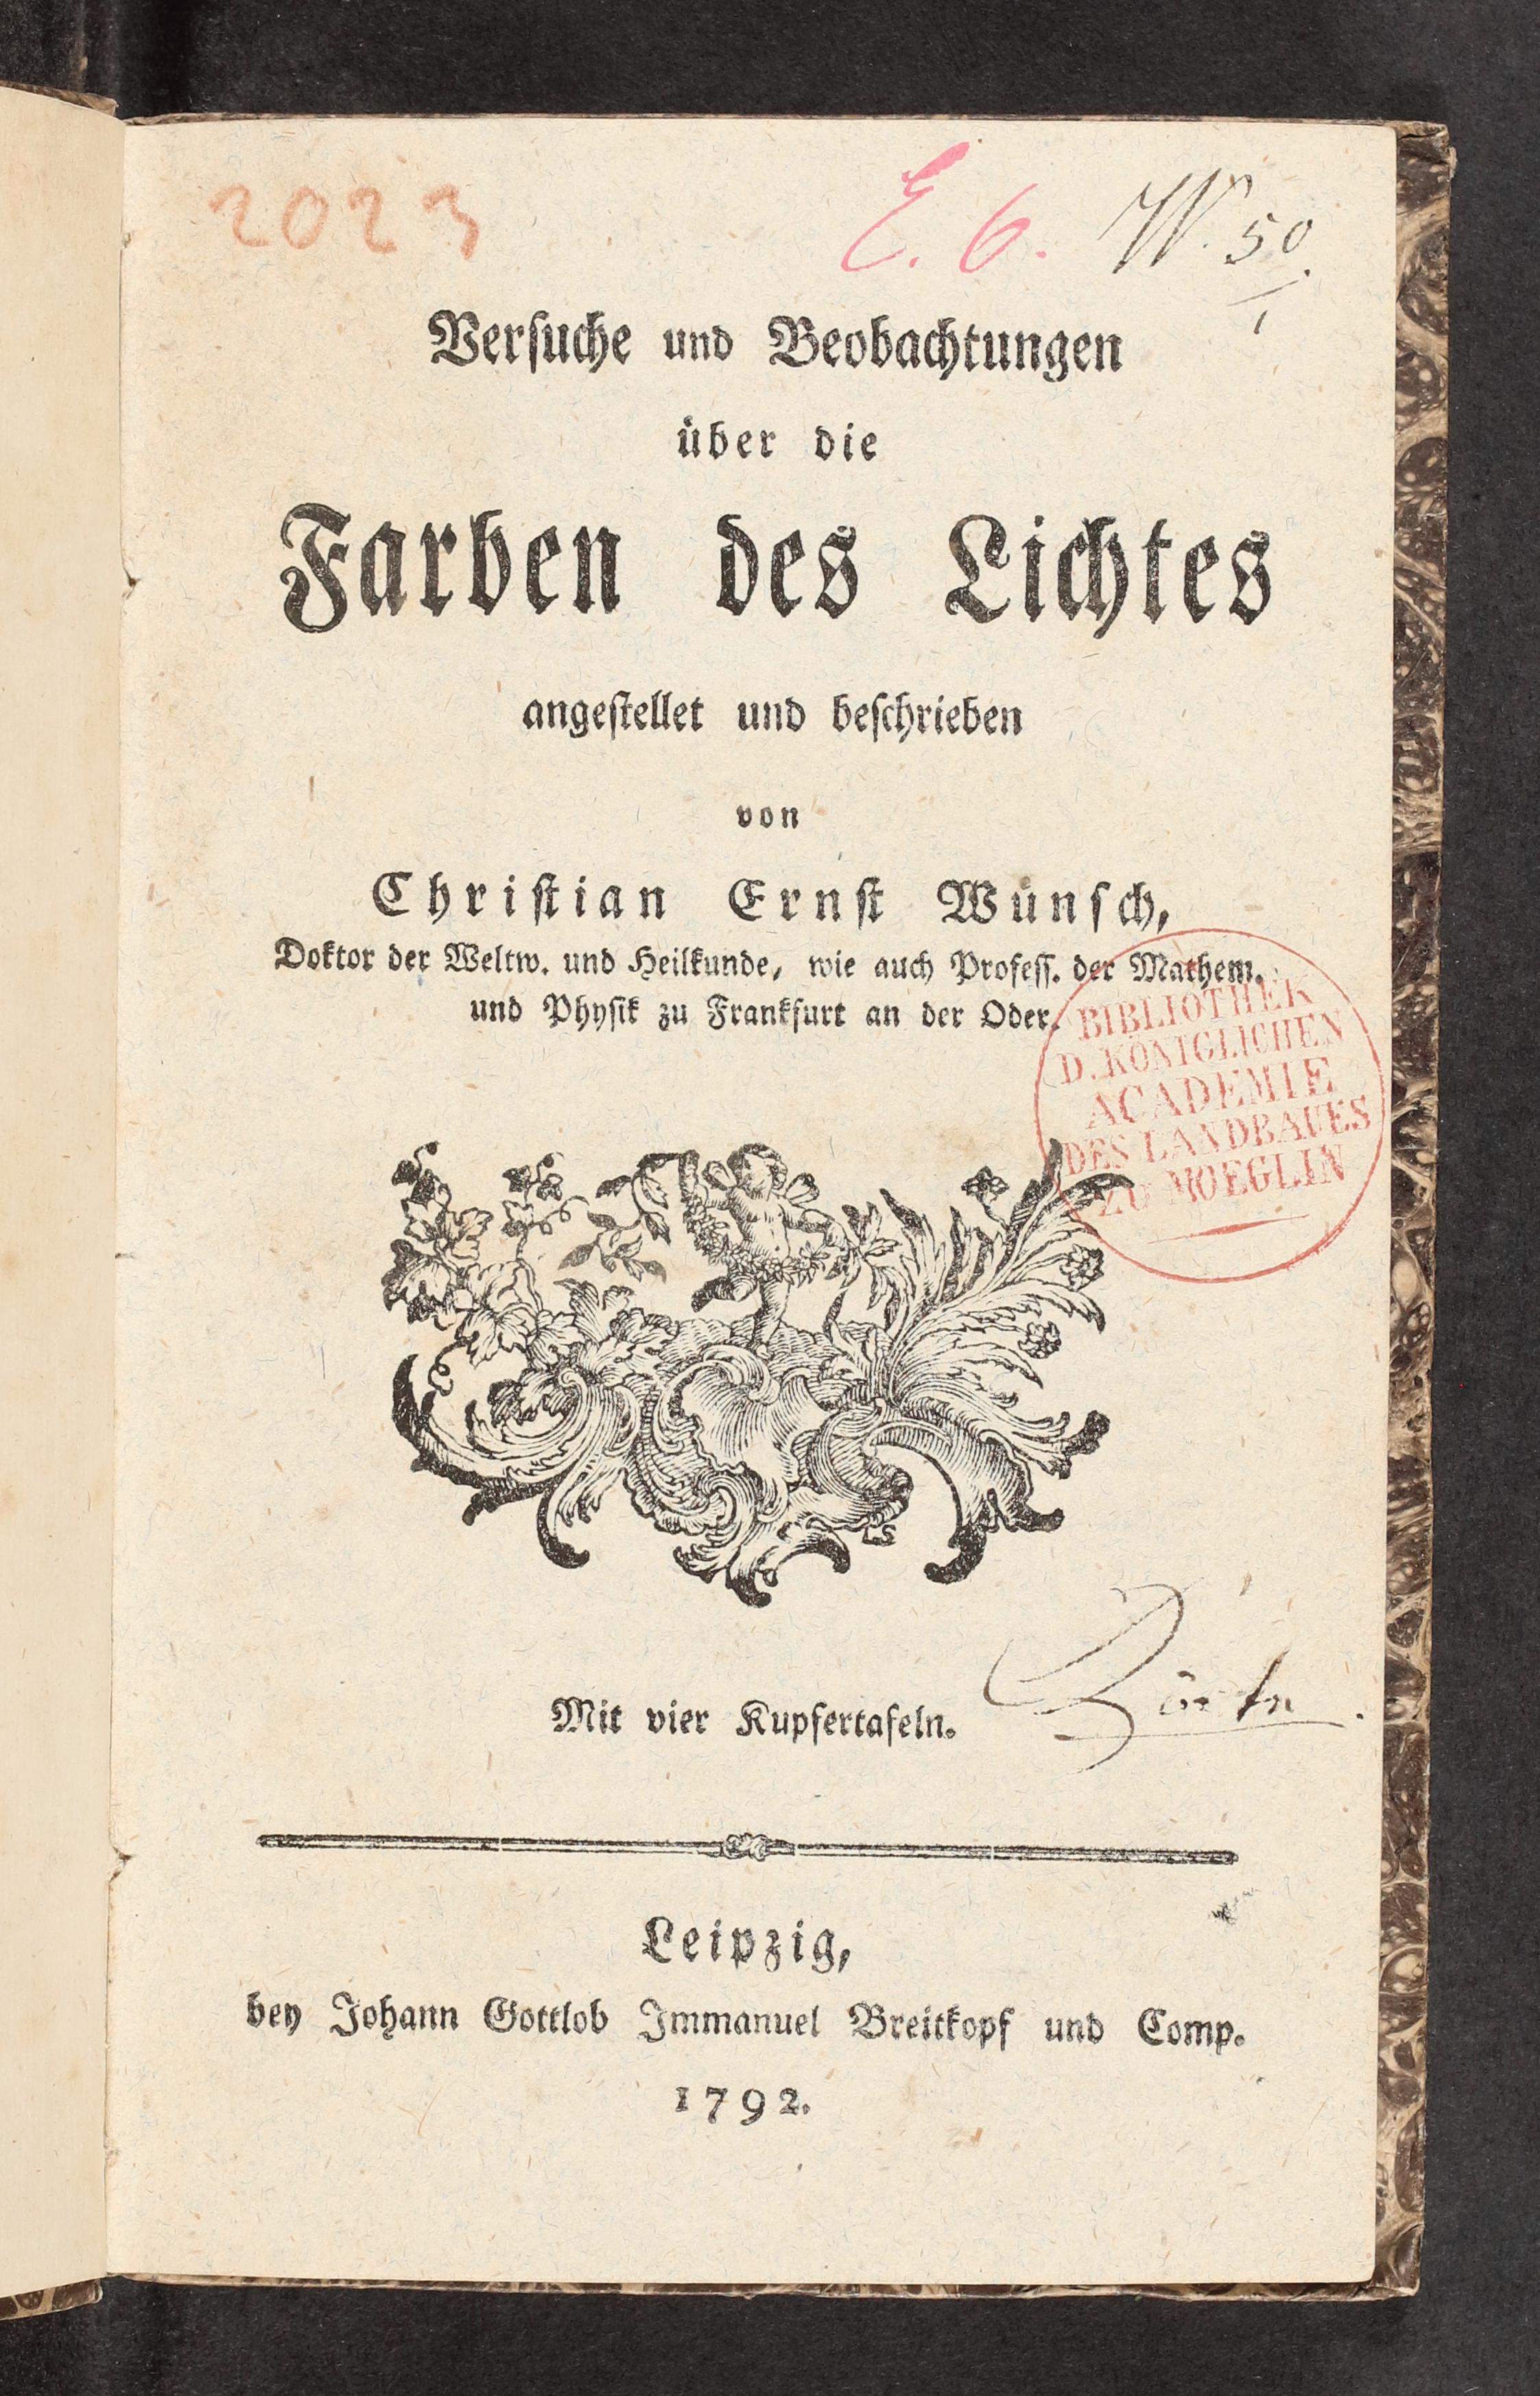 2023
E. 6. W. 50.
1
Versuche und Beobachtungen
über die
Farben des Lichtes
angestellet und beschrieben
von
Christian Ernst Wünsch,
Doktor der Weltw. und Heilkunde, wie auch Profess. der Mathem.
und Physik zu Frankfurt an der Oder.
BIBLIOTHEK
D. KÖNIGLICHEN
ACADEMIE
DES LANDBAUES
ZU MOEGLIN
Mit vier Kupfertafeln.
Leipzig,
bey Johann Gottlob Immanuel Breitkopf und Comp.
1792.